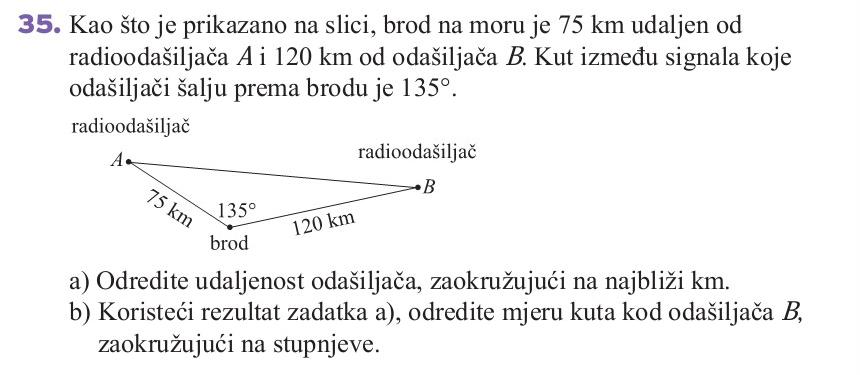 35. Kao što je prikazano na slici, brod na moru je 75 km udaljen od
radioodašiljača A i 120 km od odašiljača B. Kut između signala koje
odašiljači šalju prema brodu je 135°.
radioodašiljač
radioodašiljač
A
B
75 km
135°
120 km
brod
a) Odredite udaljenost odašiljača, zaokružujući na najbliži km.
b) Koristeći rezultat zadatka a), odredite mjeru kuta kod odašiljača B,
zaokružujući na stupnjeve.